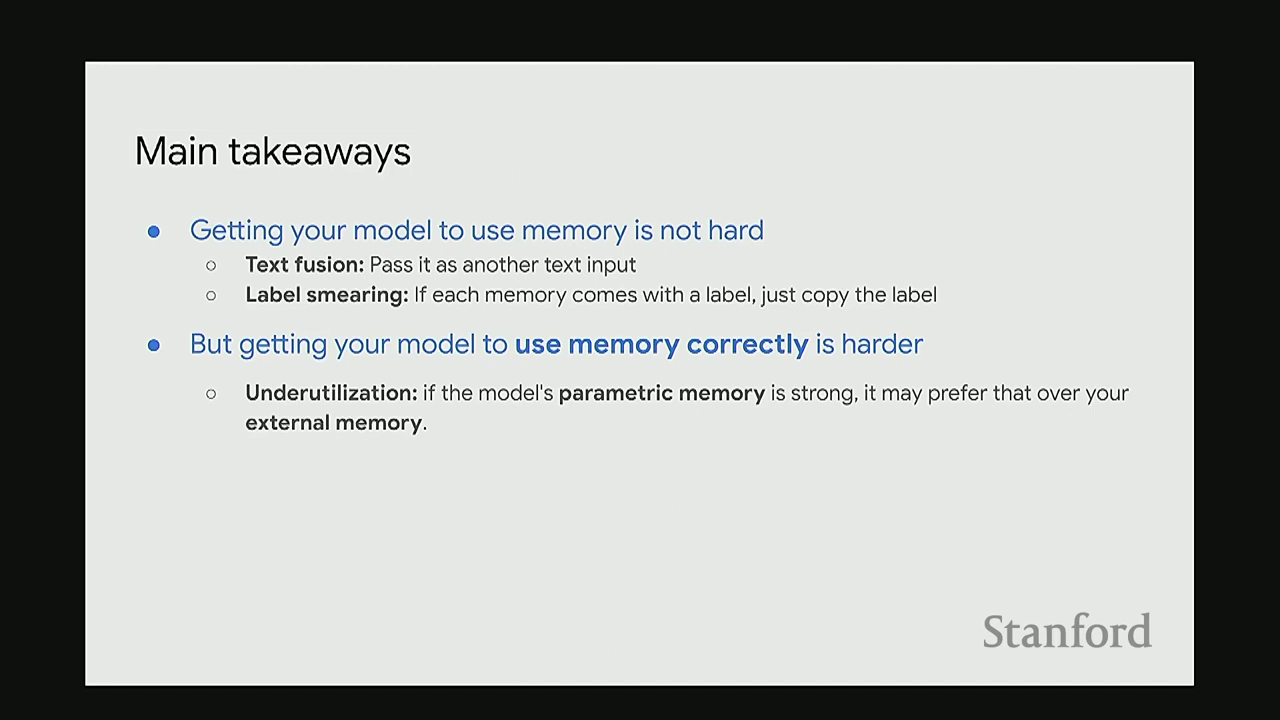 Main takeaways
● Getting your model to use memory is not hard
○ Text fusion: Pass it as another text input
○ Label smearing: If each memory comes with a label, just copy the label
● But getting your model to use memory correctly is harder
○ Underutilization: if the model's parametric memory is strong, it may prefer that over your
external memory.
Stanford